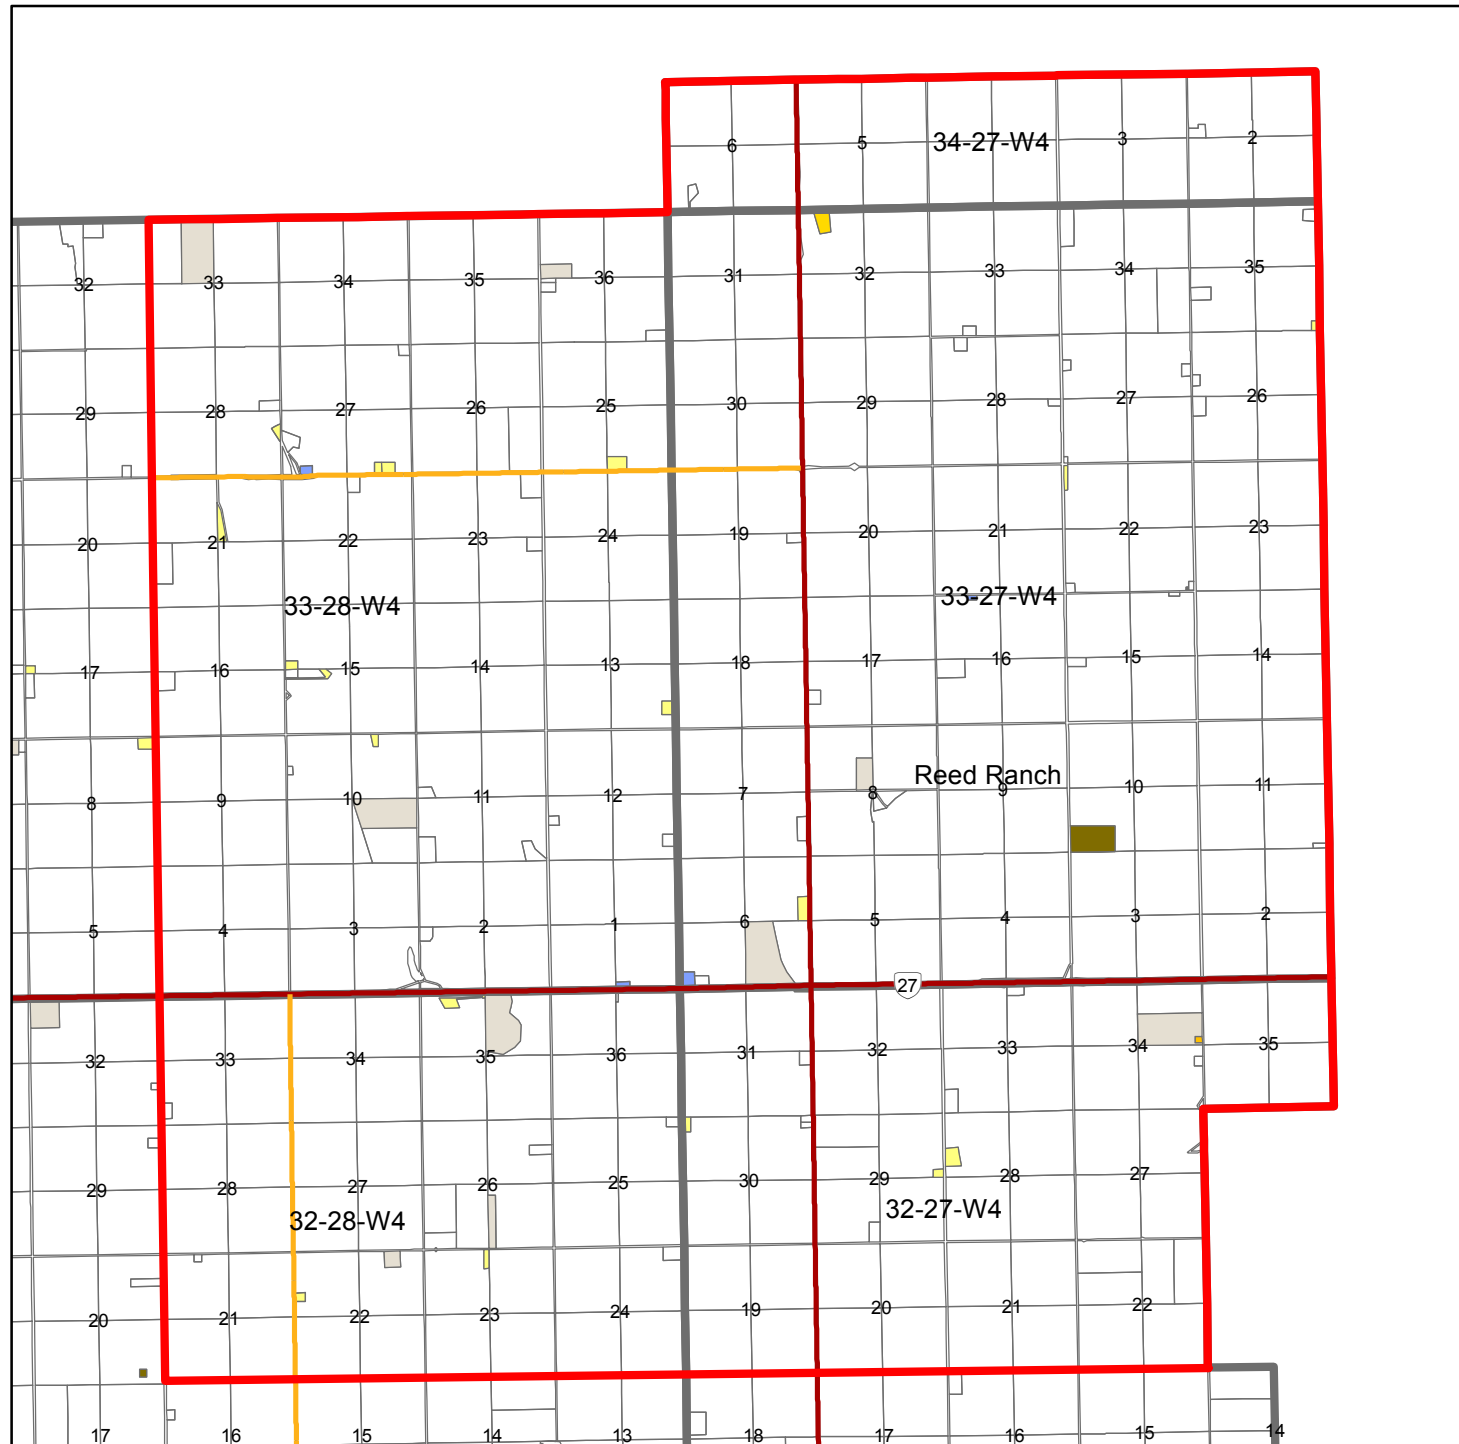 6 5 34-27-W4 3 2
32 33 34 35 36 31 32 33 34 35
29 28 27 26 25 30 29 28 27 26
20 21 22 23 24 19 20 21 22 23
33-28-W4 33-27-W4
17 16 15 14 13 18 17 16 15 14
Reed Ranch
8 9 10 11 12 7 8 9 10 11
5 4 3 2 1 6 5 4 3 2
27
32 33 34 35 36 31 32 33 34 35
29 28 27 26 25 30 29 28 27
32-28-W4 32-27-W4
20 21 22 23 24 19 20 21 22
17 16 15 14 13 18 17 16 15 14